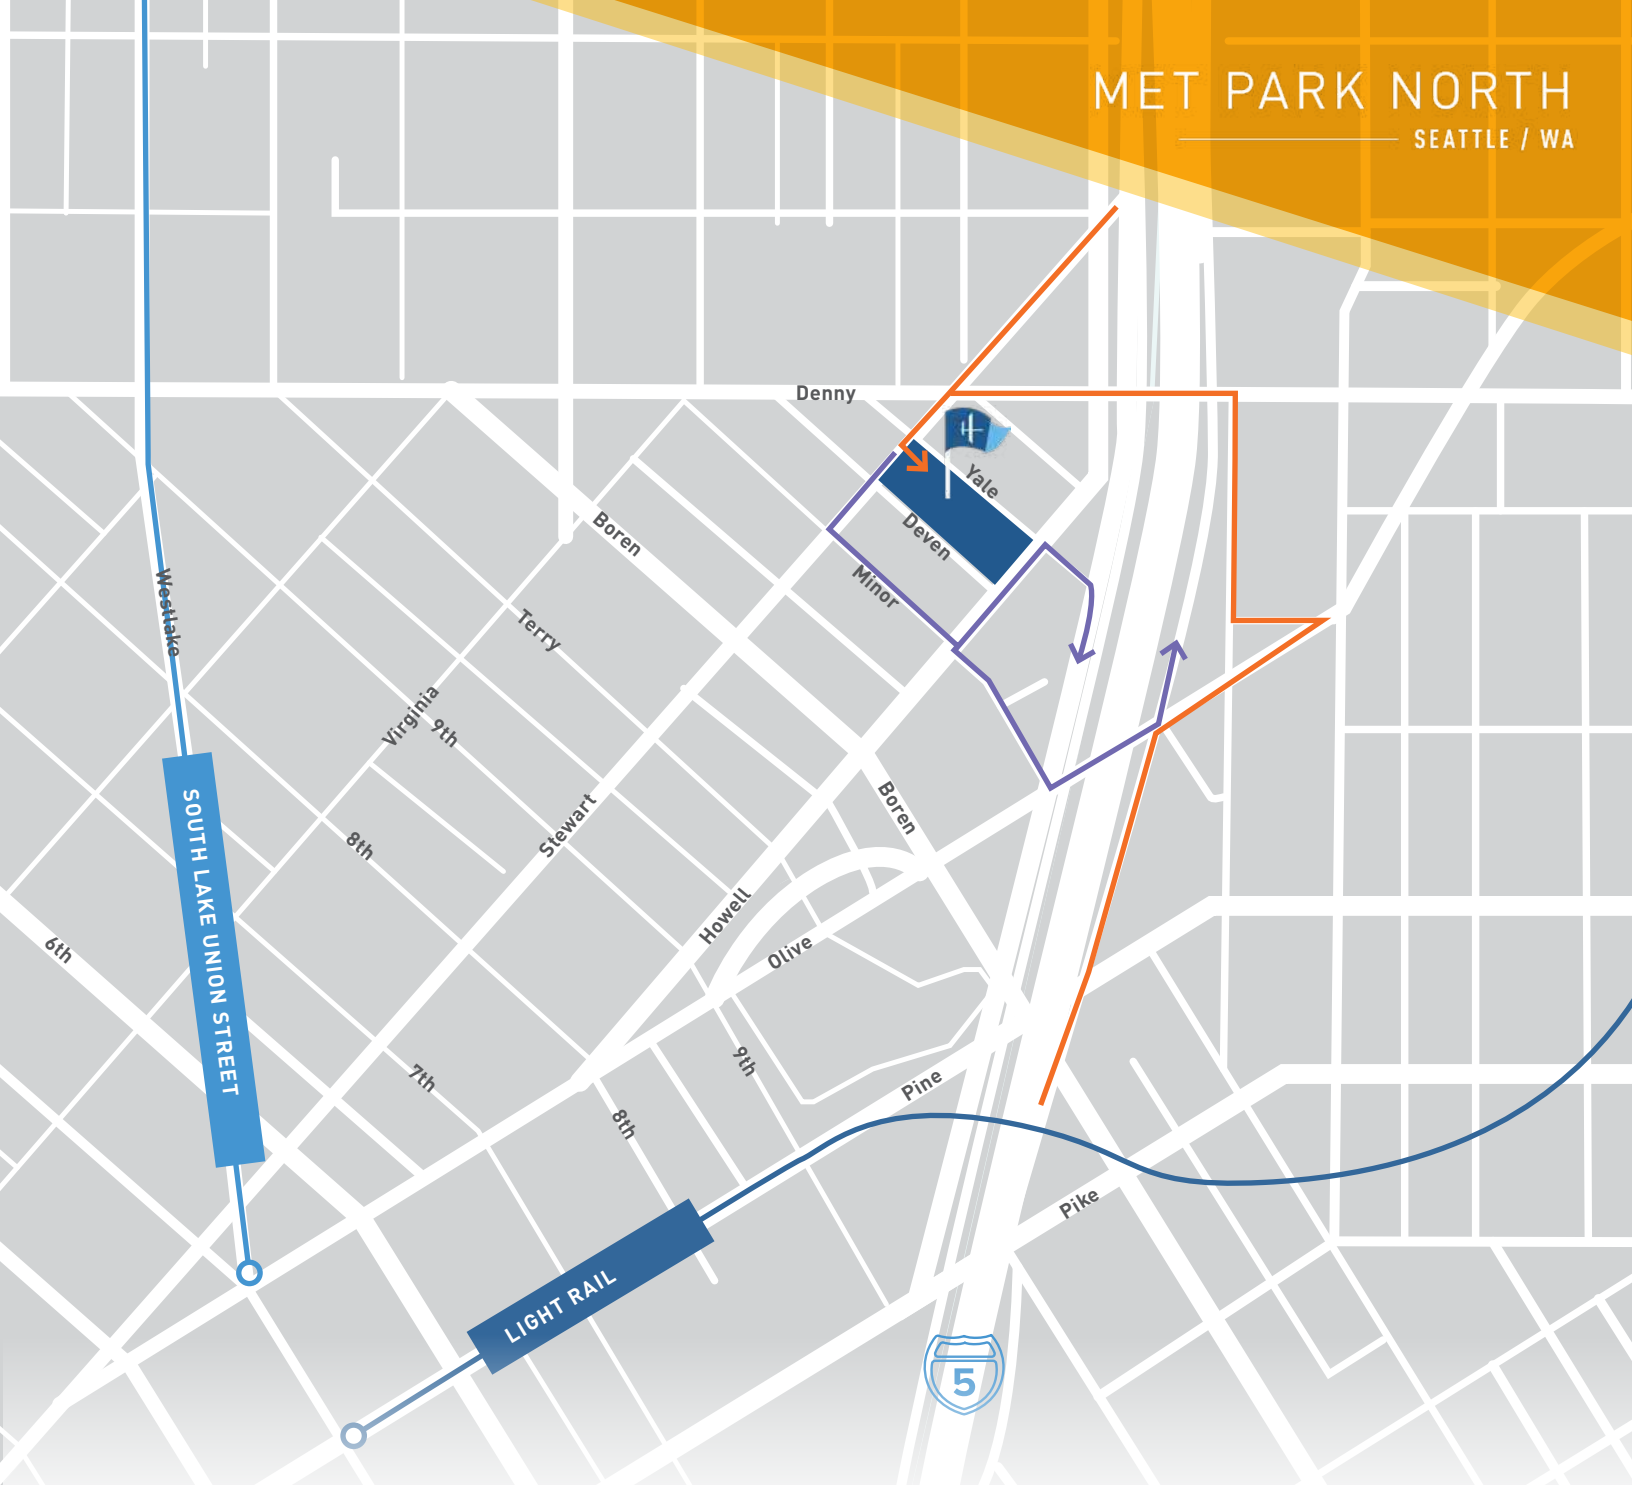 MET PARK NORTH
SEATTLE / WA
Denny
Yale
Deven
Boren
Minor
Westlake
Terry
Virginia
9th
Stewart
Boren
8th
SOUTH LAKE UNION STREET
Howell
6th
Olive
9th
7th
Pine
8th
Pike
LIGHT RAIL
5